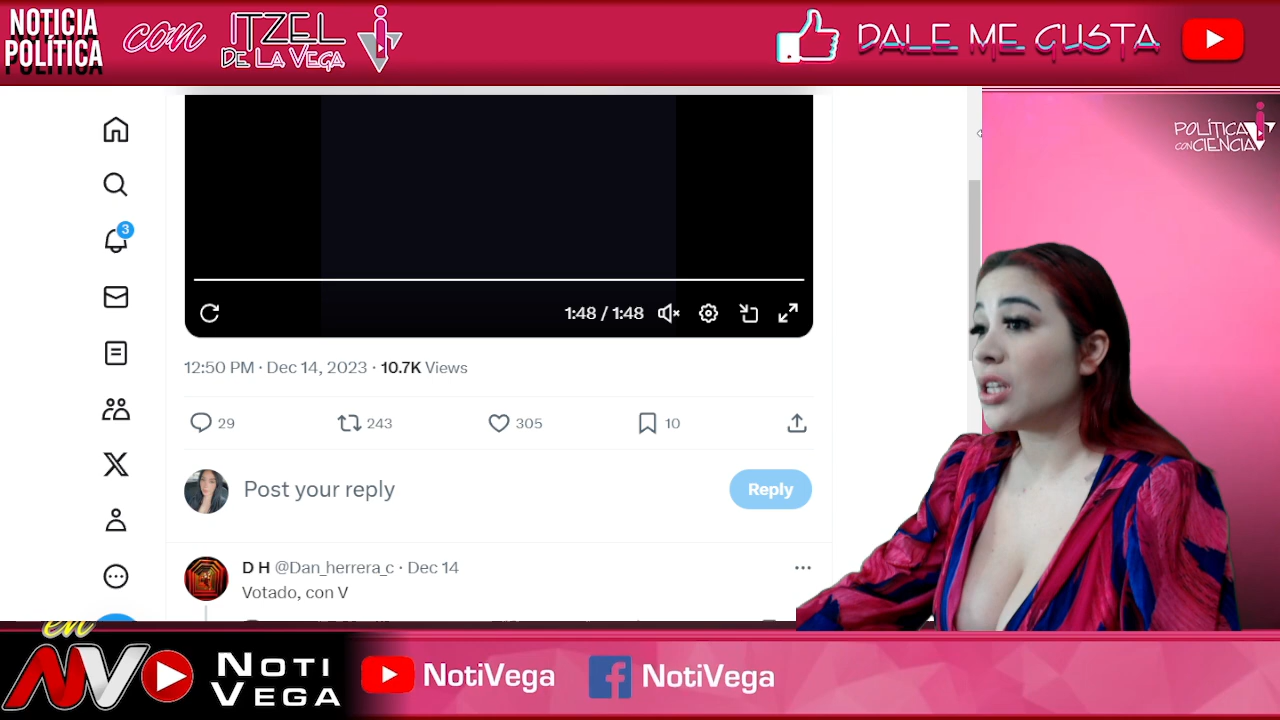 NOTICIA
POLÍTICA
con
ITZEL
DE LA VEGA
DALE ME GUSTA
POLÍTICA
CON CIENCIA
3
1:48 / 1:48
12:50 PM · Dec 14, 2023 · 10.7K Views
29
243
305
10
Post your reply
Reply
D H @Dan_herrera_c · Dec 14
Votado, con V
en
NV
NOTI
VEGA
NotiVega
NotiVega